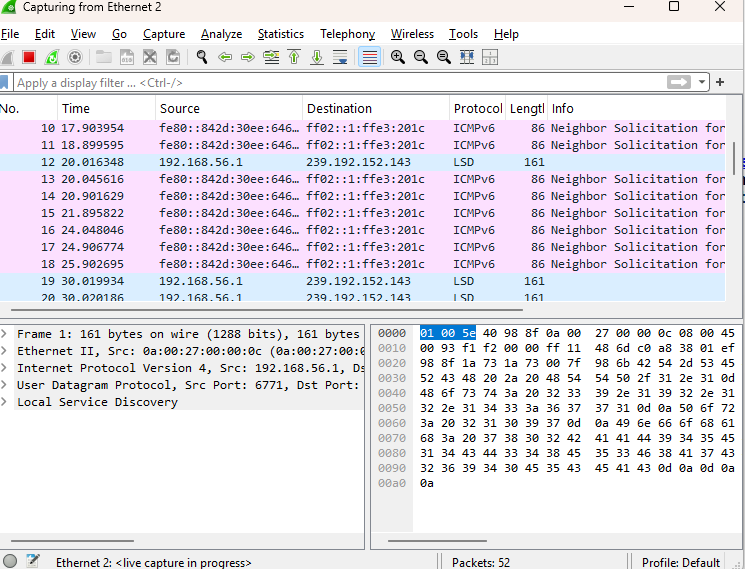 Capturing from Ethernet 2
File Edit View Go Capture Analyze Statistics Telephony Wireless Tools Help
Apply a display filter ... <Ctrl-/>
No. Time Source Destination Protocol Lengtl Info
10 17.903954 fe80::842d:30ee:646… ff02::1:ffe3:201c ICMPv6 86 Neighbor Solicitation for
11 18.899595 fe80::842d:30ee:646… ff02::1:ffe3:201c ICMPv6 86 Neighbor Solicitation for
12 20.016348 192.168.56.1 239.192.152.143 LSD 161
13 20.045616 fe80::842d:30ee:646… ff02::1:ffe3:201c ICMPv6 86 Neighbor Solicitation for
14 20.901629 fe80::842d:30ee:646… ff02::1:ffe3:201c ICMPv6 86 Neighbor Solicitation for
15 21.895822 fe80::842d:30ee:646… ff02::1:ffe3:201c ICMPv6 86 Neighbor Solicitation for
16 24.048046 fe80::842d:30ee:646… ff02::1:ffe3:201c ICMPv6 86 Neighbor Solicitation for
17 24.906774 fe80::842d:30ee:646… ff02::1:ffe3:201c ICMPv6 86 Neighbor Solicitation for
18 25.902695 fe80::842d:30ee:646… ff02::1:ffe3:201c ICMPv6 86 Neighbor Solicitation for
19 30.019934 192.168.56.1 239.192.152.143 LSD 161
20 30.020186 192.168.56.1 239.192.152.143 LSD 161
Frame 1: 161 bytes on wire (1288 bits), 161 bytes
Ethernet II, Src: 0a:00:27:00:00:0c (0a:00:27:00:0
Internet Protocol Version 4, Src: 192.168.56.1, Ds
User Datagram Protocol, Src Port: 6771, Dst Port:
Local Service Discovery
0000 01 00 5e 40 98 8f 0a 00 27 00 00 0c 08 00 45
0010 00 93 f1 f2 00 00 ff 11 48 6d c0 a8 38 01 ef
0020 98 8f 1a 73 1a 73 00 7f 98 6b 42 54 2d 53 45
0030 52 43 48 20 2a 20 48 54 54 50 2f 31 2e 31 0d
0040 48 6f 73 74 3a 20 32 33 39 2e 31 39 32 2e 31
0050 32 2e 31 34 33 3a 36 37 37 31 0d 0a 50 6f 72
0060 3a 20 32 31 30 39 37 0d 0a 49 6e 66 6f 68 61
0070 68 3a 20 37 38 30 32 42 41 41 44 39 34 35 45
0080 31 34 43 44 33 34 38 45 35 33 46 38 41 37 43
0090 32 36 39 34 30 45 35 43 45 41 43 0d 0a 0d 0a
00a0 0a
Ethernet 2: <live capture in progress> Packets: 52 Profile: Default